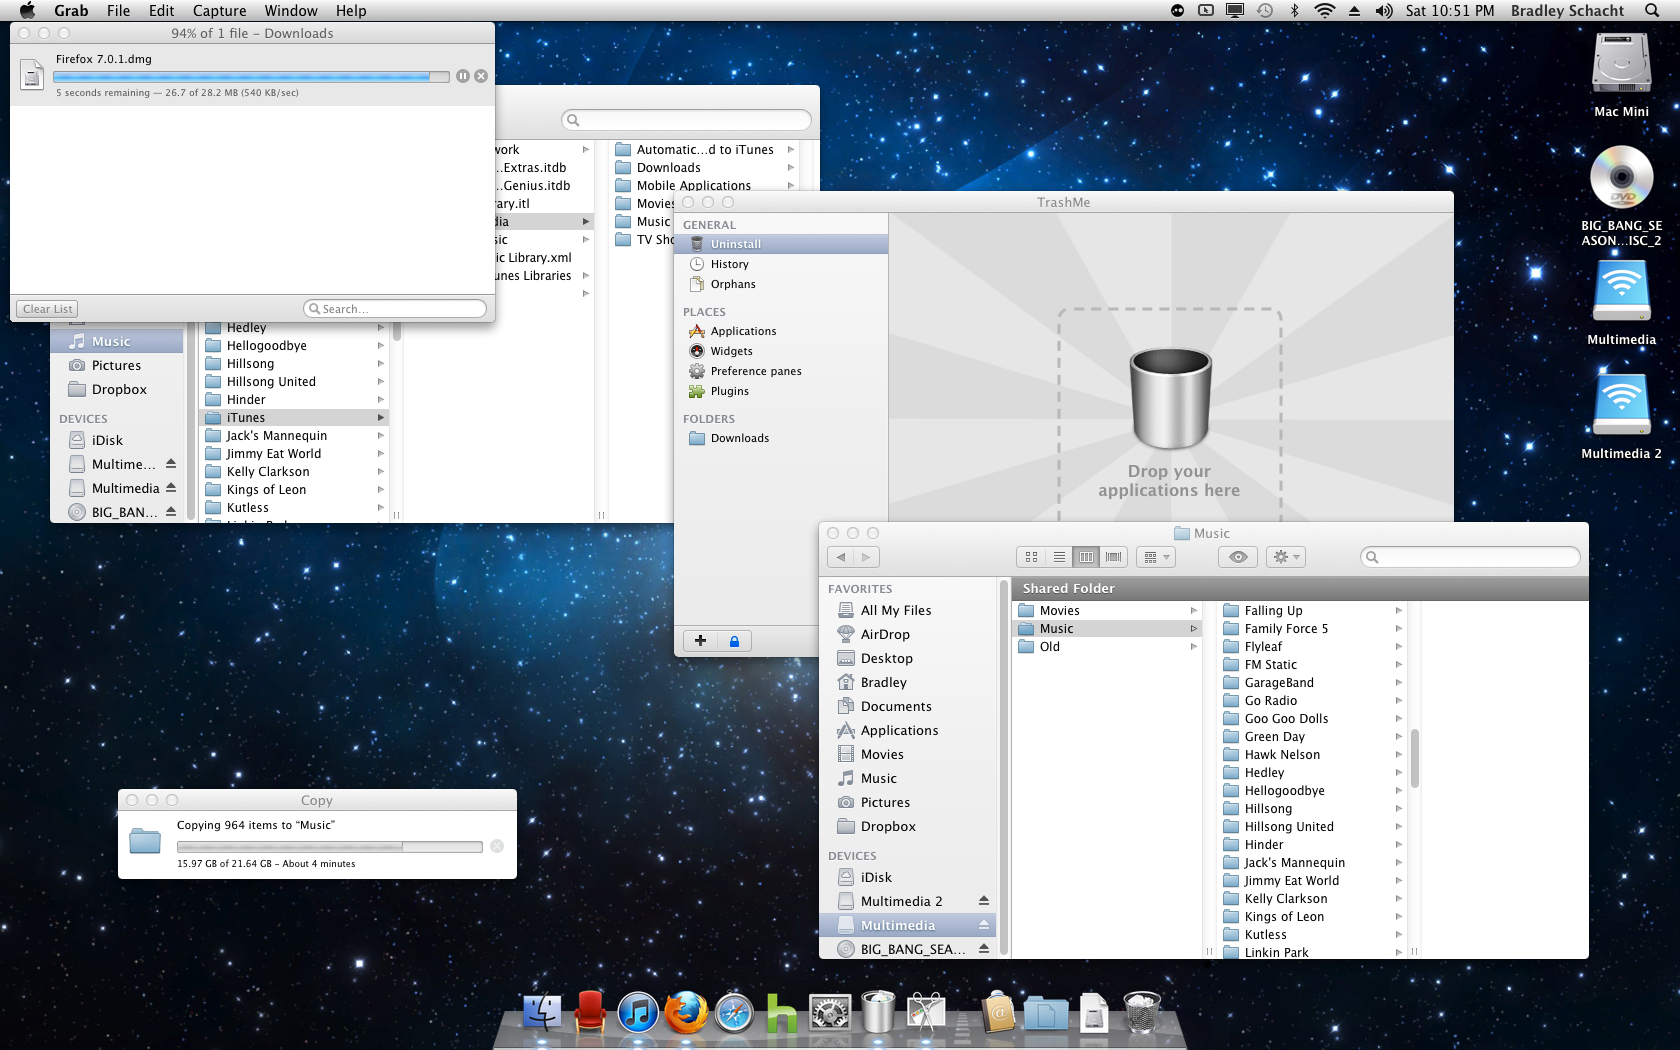 Grab File Edit Capture Window Help
Sat 10:51 PM Bradley Schacht
94% of 1 file – Downloads
Firefox 7.0.1.dmg
5 seconds remaining — 26.7 of 28.2 MB (540 KB/sec)
Clear List
Search...
work
...Extras.itdb
...Genius.itdb
rary.itl
dia
sic
ic Library.xml
unes Libraries
Automatic...d to iTunes
Downloads
Mobile Applications
Movies
Music
TV Sho
Music
Pictures
Dropbox
DEVICES
iDisk
Multime...
Multimedia
BIG_BAN...
Hedley
Hellogoodbye
Hillsong
Hillsong United
Hinder
iTunes
Jack's Mannequin
Jimmy Eat World
Kelly Clarkson
Kings of Leon
Kutless
TrashMe
GENERAL
Uninstall
History
Orphans
PLACES
Applications
Widgets
Preference panes
Plugins
FOLDERS
Downloads
Drop your
applications here
Mac Mini
DVD
BIG_BANG_SE
ASON...ISC_2
Multimedia
Multimedia 2
Music
FAVORITES
All My Files
AirDrop
Desktop
Bradley
Documents
Applications
Movies
Music
Pictures
Dropbox
DEVICES
iDisk
Multimedia 2
Multimedia
BIG_BANG_SEA...
Shared Folder
Movies
Music
Old
Falling Up
Family Force 5
Flyleaf
FM Static
GarageBand
Go Radio
Goo Goo Dolls
Green Day
Hawk Nelson
Hedley
Hellogoodbye
Hillsong
Hillsong United
Hinder
Jack's Mannequin
Jimmy Eat World
Kelly Clarkson
Kings of Leon
Kutless
Linkin Park
Copy
Copying 964 items to “Music”
15.97 GB of 21.64 GB – About 4 minutes